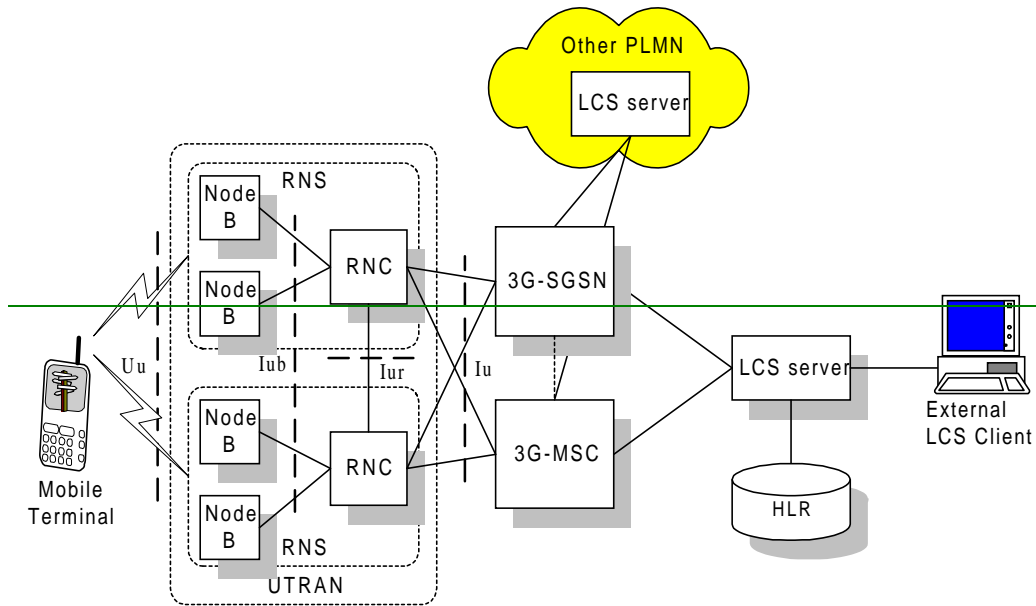 Other PLMN
LCS server
RNS
Node
B
Node
B
RNC
3G-SGSN
Uu
Iub
Iur
Iu
LCS server
Node
B
Node
B
RNC
3G-MSC
External
LCS Client
Mobile
Terminal
HLR
RNS
UTRAN